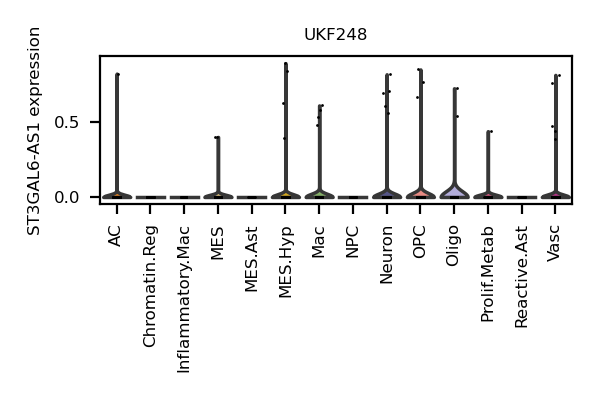 UKF248
ST3GAL6-AS1 expression
0.5
0.0
AC
Chromatin.Reg
Inflammatory.Mac
MES
MES.Ast
MES.Hyp
Mac
NPC
Neuron
OPC
Oligo
Prolif.Metab
Reactive.Ast
Vasc